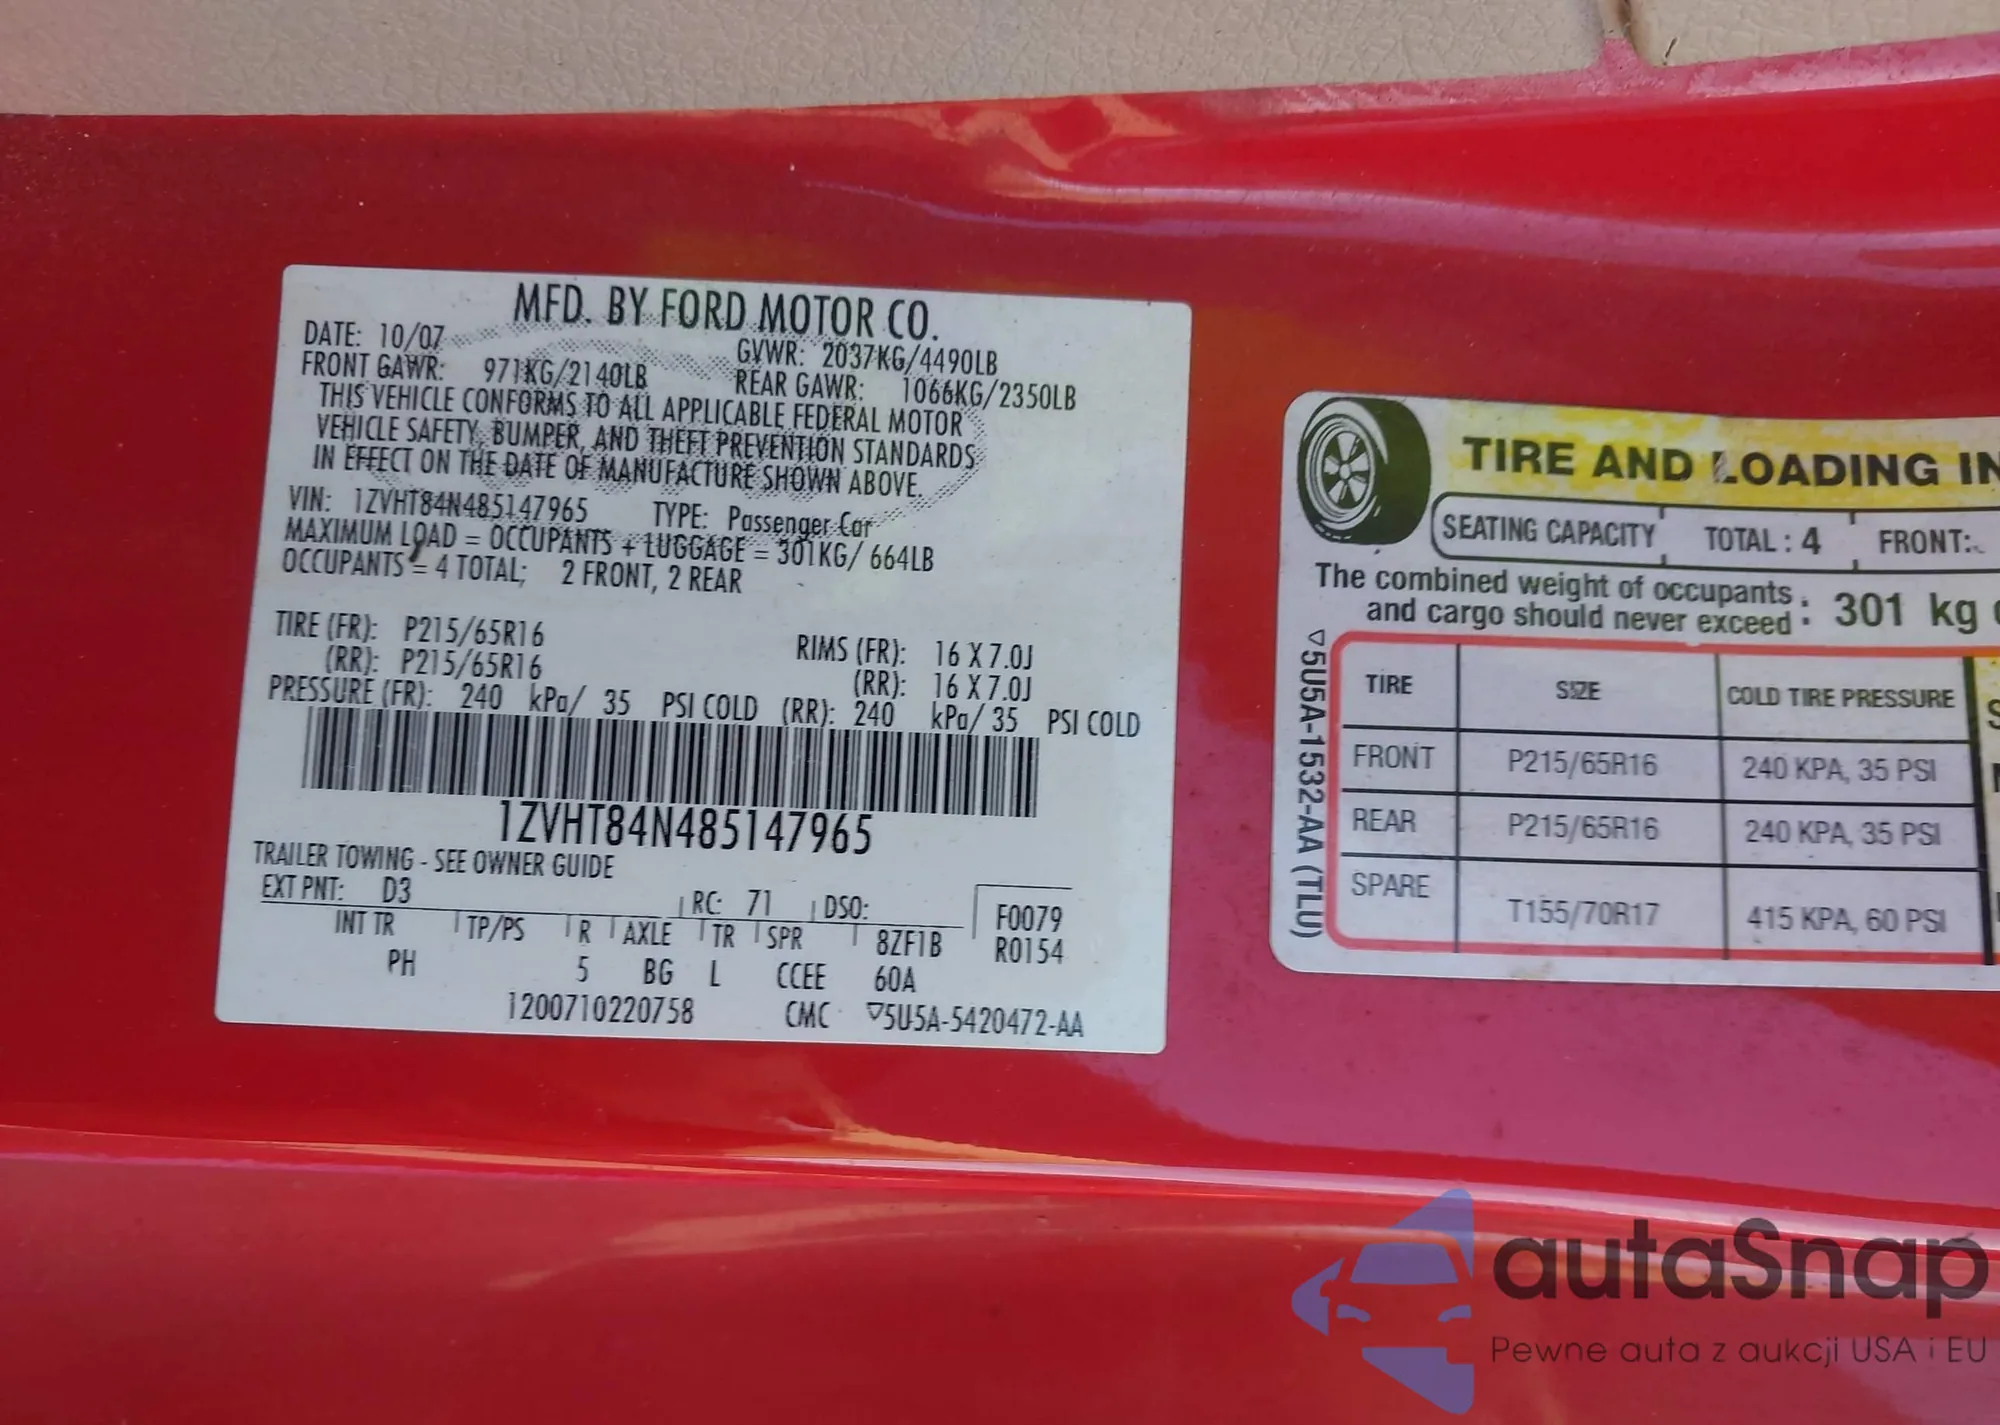 MFD. BY FORD MOTOR CO.
DATE: 10/07 GVWR: 2037KG/4490LB
FRONT GAWR: 971KG/2140LB REAR GAWR: 1066KG/2350LB
THIS VEHICLE CONFORMS TO ALL APPLICABLE FEDERAL MOTOR
VEHICLE SAFETY, BUMPER, AND THEFT PREVENTION STANDARDS
IN EFFECT ON THE DATE OF MANUFACTURE SHOWN ABOVE.
VIN: 1ZVHT84N485147965 TYPE: Passenger Car
MAXIMUM LOAD = OCCUPANTS + LUGGAGE = 301KG/ 664LB
OCCUPANTS = 4 TOTAL; 2 FRONT, 2 REAR
TIRE (FR): P215/65R16 RIMS (FR): 16 X 7.0J
(RR): P215/65R16 (RR): 16 X 7.0J
PRESSURE (FR): 240 kPa/ 35 PSI COLD (RR): 240 kPa/ 35 PSI COLD
1ZVHT84N485147965
TRAILER TOWING - SEE OWNER GUIDE
EXT PNT: D3 RC: 71 DSO: F0079
INT TR TP/PS R AXLE TR SPR 8ZF1B R0154
PH 5 BG L CCEE 60A
1200710220758 CMC ▽5U5A-5420472-AA
TIRE AND LOADING IN
SEATING CAPACITY TOTAL : 4 FRONT:
The combined weight of occupants
and cargo should never exceed : 301 kg
▽5U5A-1532-AA (TLU)
TIRE SIZE COLD TIRE PRESSURE
FRONT P215/65R16 240 KPA, 35 PSI
REAR P215/65R16 240 KPA, 35 PSI
SPARE T155/70R17 415 KPA, 60 PSI
autaSnap
Pewne auta z aukcji USA i EU